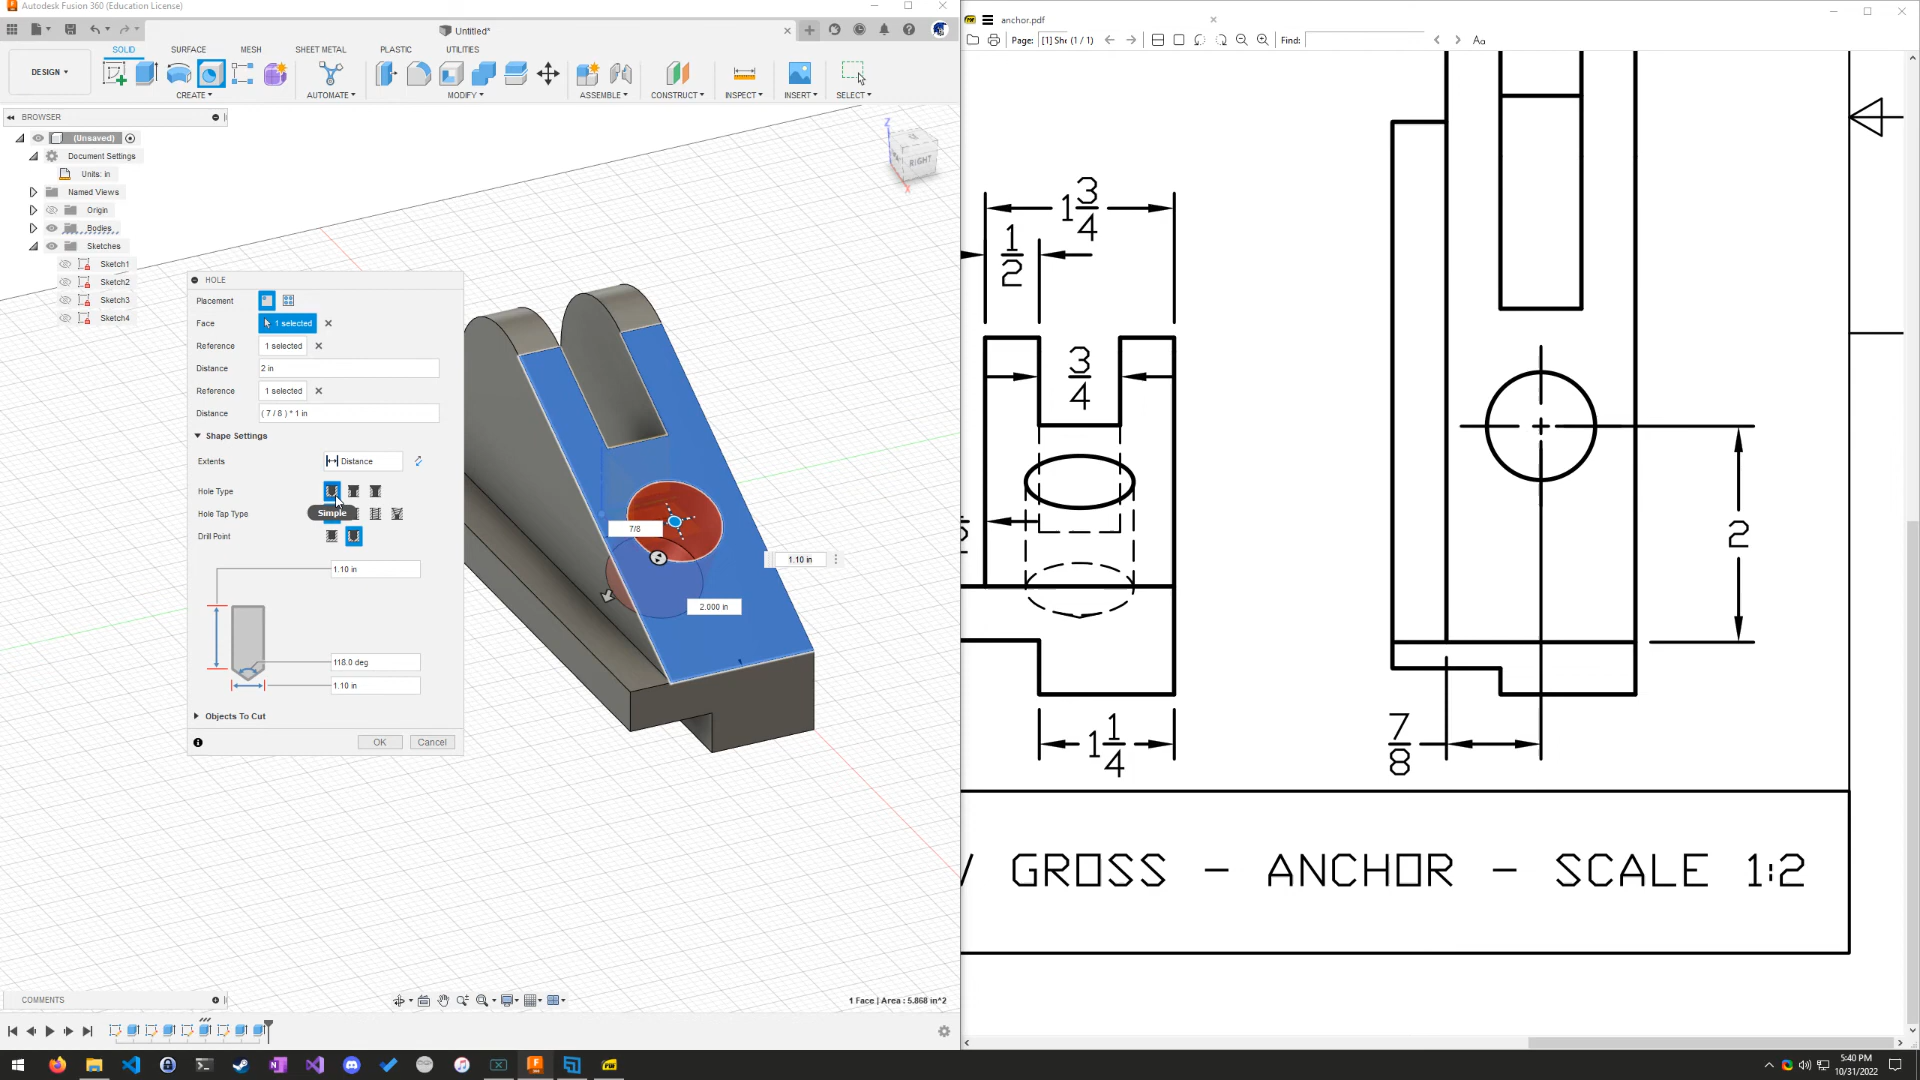 Autodesk Fusion 360 (Education License)
Untitled*
DESIGN
SOLID
SURFACE
MESH
SHEET METAL
PLASTIC
UTILITIES
CREATE
AUTOMATE
MODIFY
ASSEMBLE
CONSTRUCT
INSPECT
INSERT
SELECT
BROWSER
(Unsaved)
Document Settings
Units: in
Named Views
Origin
Bodies
Sketches
Sketch1
Sketch2
Sketch3
Sketch4
HOLE
Placement
Face
1 selected
Reference
1 selected
Distance
2 in
Reference
1 selected
Distance
( 7 / 8 ) * 1 in
Shape Settings
Extents
Distance
Hole Type
Hole Tap Type
Simple
Drill Point
1.10 in
118.0 deg
1.10 in
Objects To Cut
OK
Cancel
Z
RIGHT
X
7/8
1.10 in
2.000 in
COMMENTS
1 Face | Area : 5.868 in^2
anchor.pdf
Page:
[1] She
(1 / 1)
Find:
Aa
1 3/4
1/2
3/4
1 1/4
2
7/8
GROSS - ANCHOR - SCALE 1:2
5:40 PM
10/31/2022